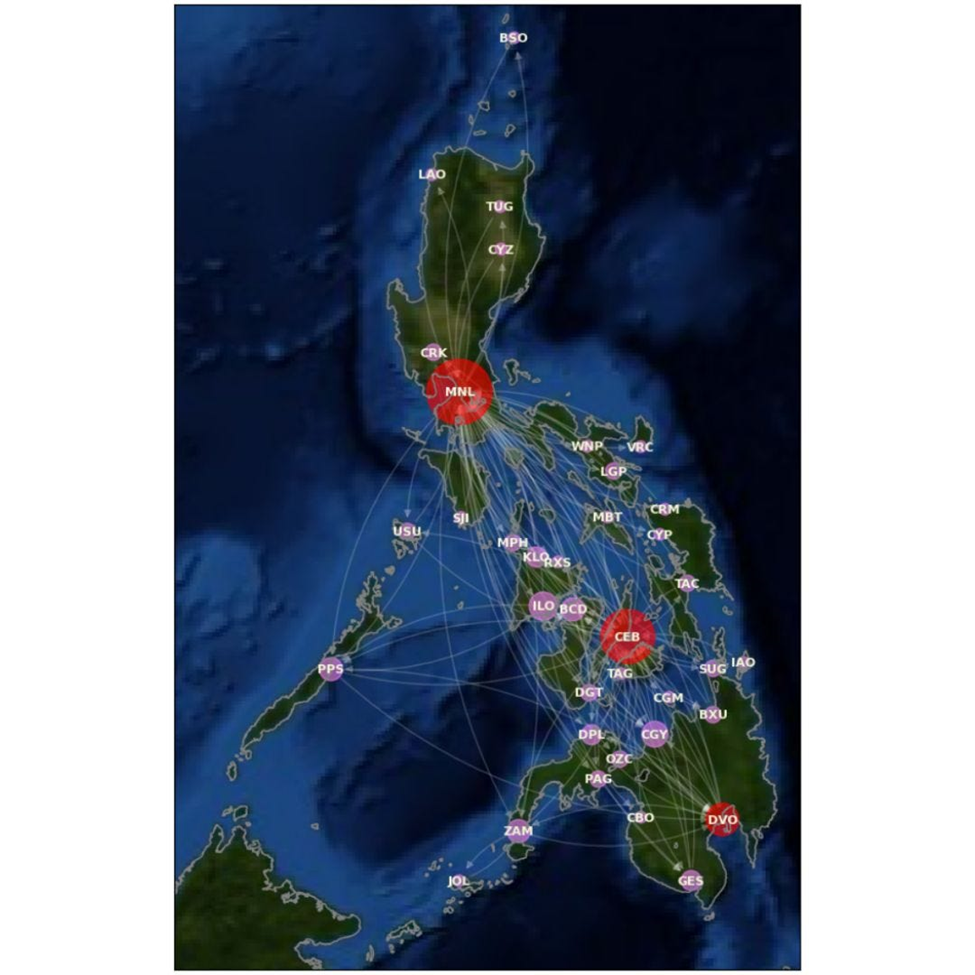 BSO
LAO
TUG
CYZ
CRK
MNL
WNP
VRC
LGP
CRM
MBT
SJI
USU
CYP
MPH
KLO
RXS
TAC
ILO
BCD
CEB
IAO
SUG
PPS
TAG
DGT
CGM
BXU
DPL
CGY
OZC
PAG
CBO
DVO
ZAM
JOL
GES